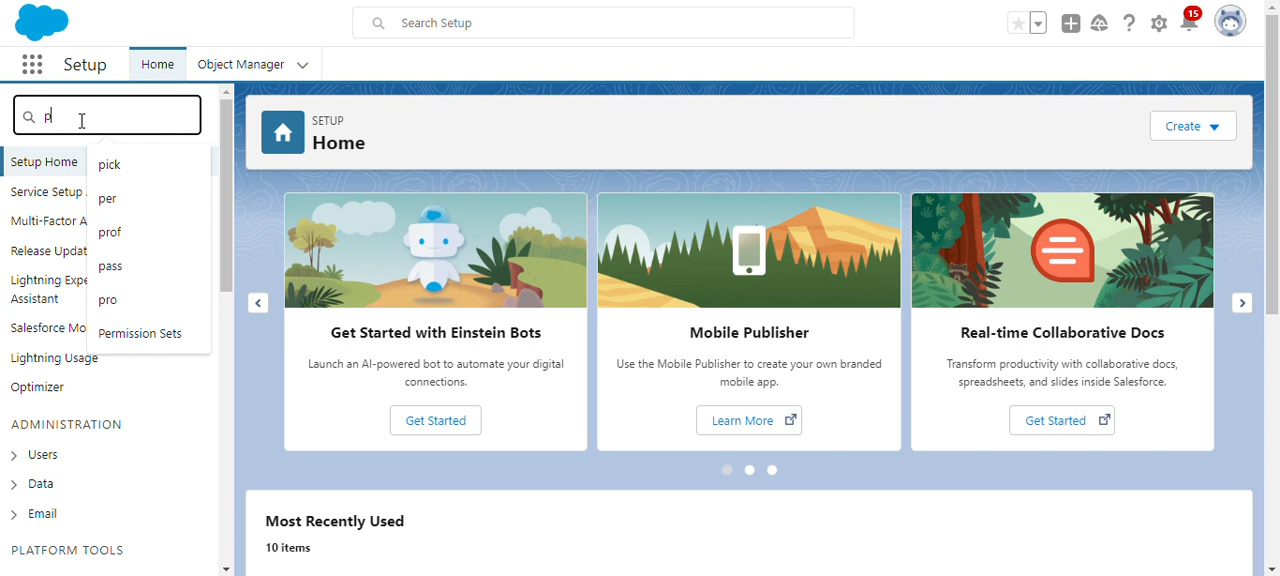 Search Setup
15
Setup
Home
Object Manager
p
Setup Home
Service Setup
Multi-Factor A
Release Updat
Lightning Expe
Assistant
Salesforce Mo
Lightning Usage
Optimizer
ADMINISTRATION
Users
Data
Email
PLATFORM TOOLS
pick
per
prof
pass
pro
Permission Sets
SETUP
Home
Create
Get Started with Einstein Bots
Launch an AI-powered bot to automate your digital
connections.
Get Started
Mobile Publisher
Use the Mobile Publisher to create your own branded
mobile app.
Learn More
Real-time Collaborative Docs
Transform productivity with collaborative docs,
spreadsheets, and slides inside Salesforce.
Get Started
Most Recently Used
10 items